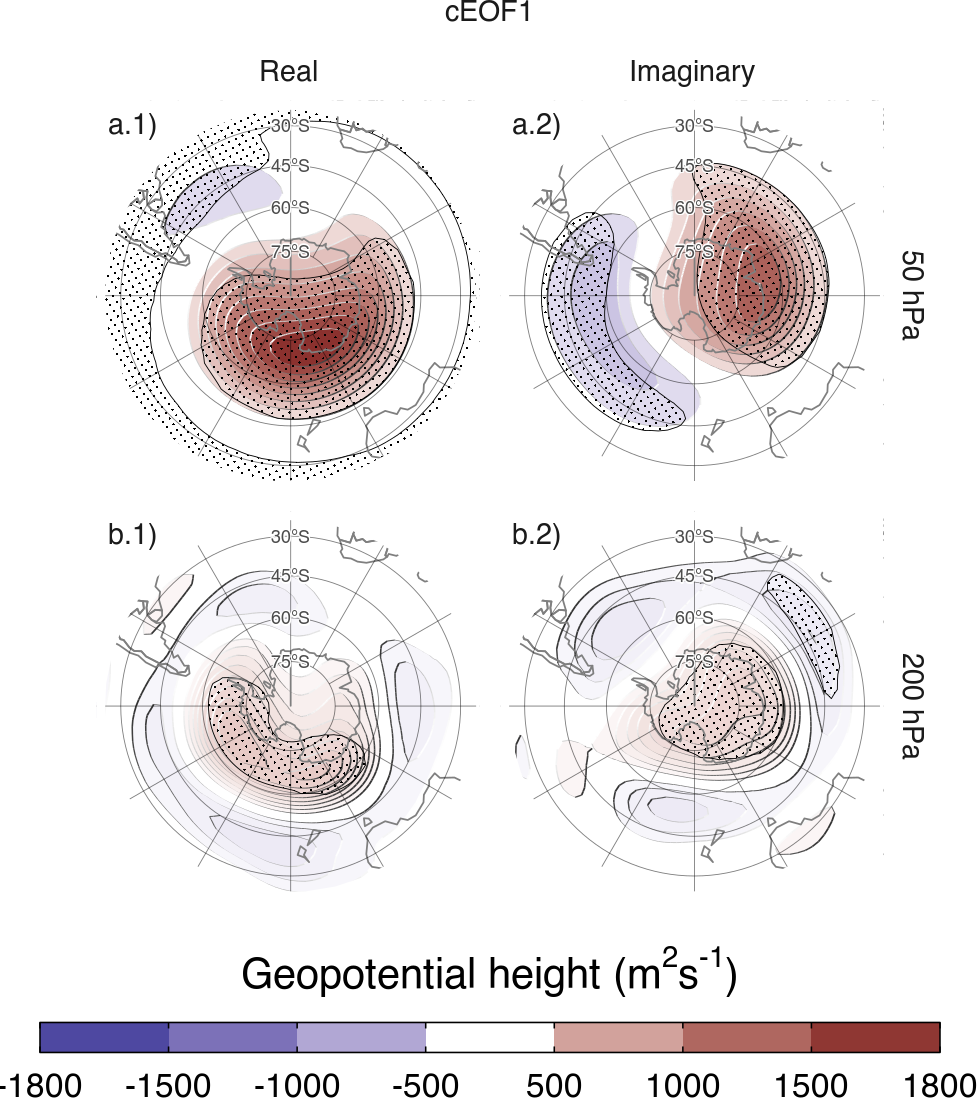 cEOF1
Real Imaginary
a.1) a.2)
30°S 30°S
45°S 45°S
60°S 60°S
75°S 75°S
50 hPa
b.1) b.2)
30°S 30°S
45°S 45°S
60°S 60°S
75°S 75°S
200 hPa
Geopotential height (m²s⁻¹)
-1800 -1500 -1000 -500 500 1000 1500 1800